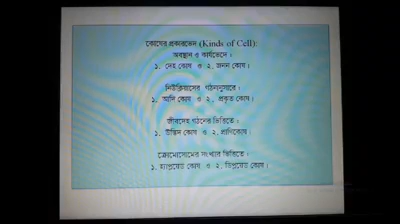 কোষের প্রকারভেদ (Kinds of Cell):
অবস্থান ও কার্যভেদে :
১. দেহ কোষ ও ২. জনন কোষ।
নিউক্লিয়াসের গঠনানুসারে :
১. আদি কোষ ও ২. প্রকৃত কোষ।
জীবদেহ গঠনের ভিত্তিতে :
১. উদ্ভিদ কোষ ও ২. প্রাণিকোষ।
ক্রোমোসোমের সংখ্যার ভিত্তিতে :
১. হ্যাপ্লয়েড কোষ ও ২. ডিপ্লয়েড কোষ।